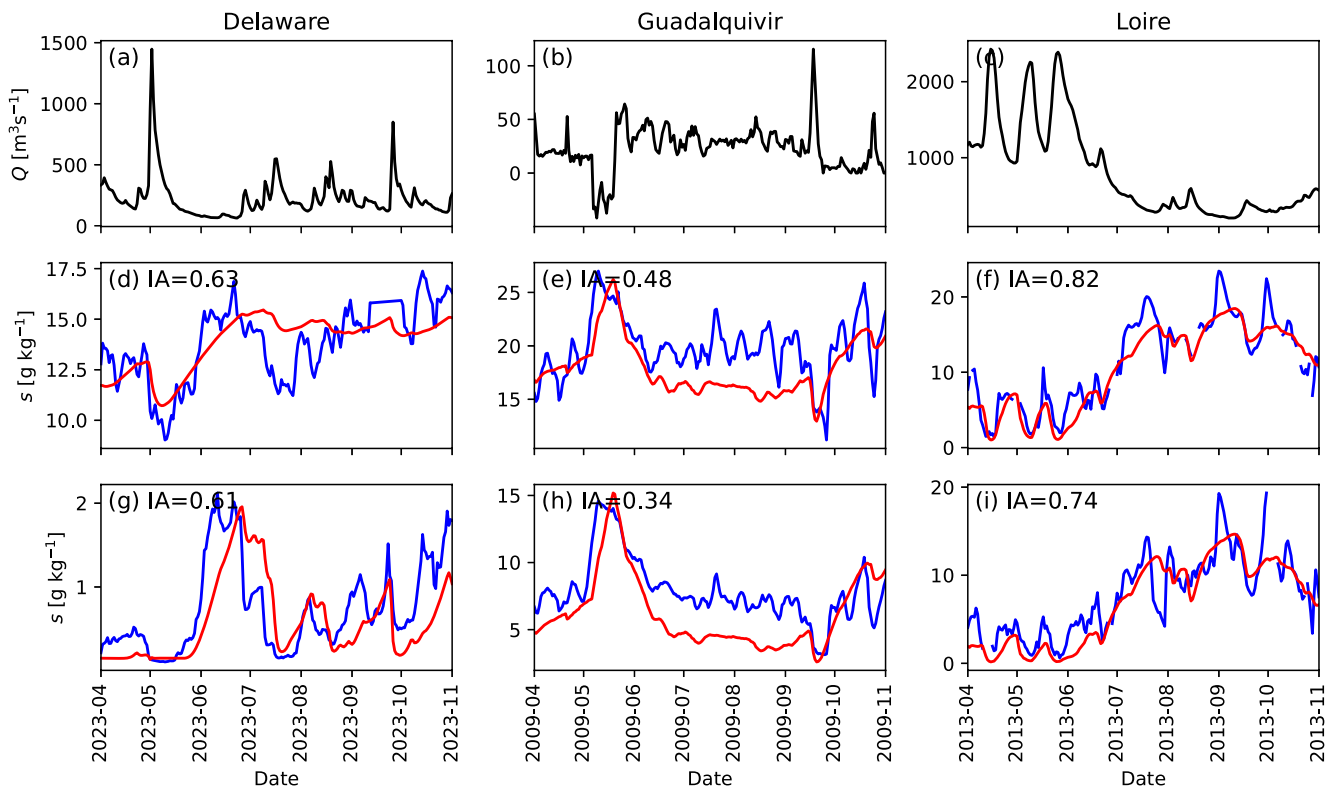 Delaware
Guadalquivir
Loire
Q [m³s⁻¹]
1500
1000
500
0
(a)
100
50
0
(b)
2000
1000
(c)
s [g kg⁻¹]
17.5
15.0
12.5
10.0
(d) IA=0.63
25
20
15
(e) IA=0.48
20
10
0
(f) IA=0.82
s [g kg⁻¹]
2
1
(g) IA=0.61
15
10
5
(h) IA=0.34
20
10
0
(i) IA=0.74
2023-04
2023-05
2023-06
2023-07
2023-08
2023-09
2023-10
2023-11
2009-04
2009-05
2009-06
2009-07
2009-08
2009-09
2009-10
2009-11
2013-04
2013-05
2013-06
2013-07
2013-08
2013-09
2013-10
2013-11
Date
Date
Date